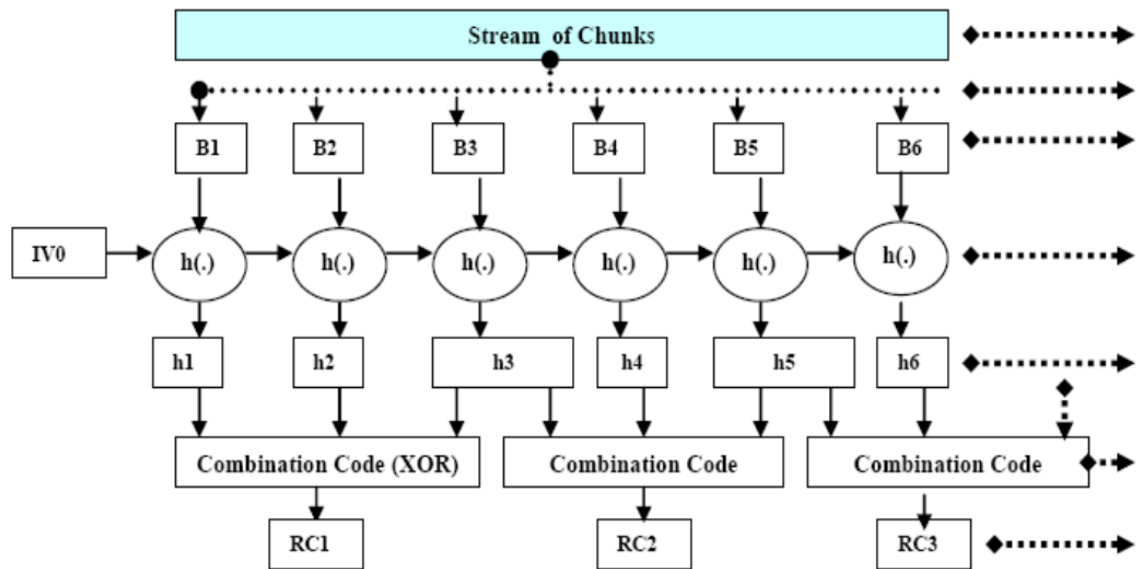 Stream of Chunks
B1 B2 B3 B4 B5 B6
IV0 h(.) h(.) h(.) h(.) h(.) h(.)
h1 h2 h3 h4 h5 h6
Combination Code (XOR) Combination Code Combination Code
RC1 RC2 RC3